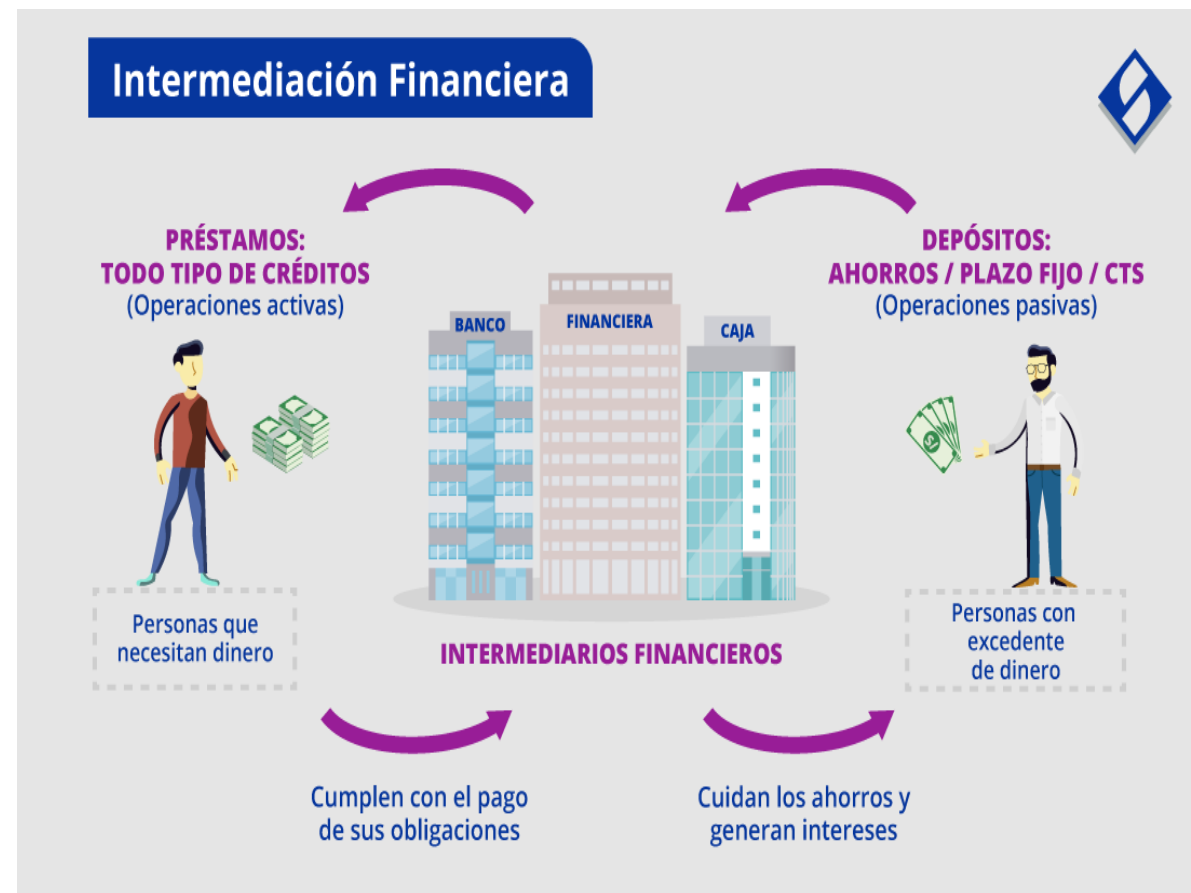 Intermediación Financiera
PRÉSTAMOS:
TODO TIPO DE CRÉDITOS
(Operaciones activas)
DEPÓSITOS:
AHORROS / PLAZO FIJO / CTS
(Operaciones pasivas)
BANCO
FINANCIERA
CAJA
S/
Personas que
necesitan dinero
INTERMEDIARIOS FINANCIEROS
Personas con
excedente
de dinero
Cumplen con el pago
de sus obligaciones
Cuidan los ahorros y
generan intereses